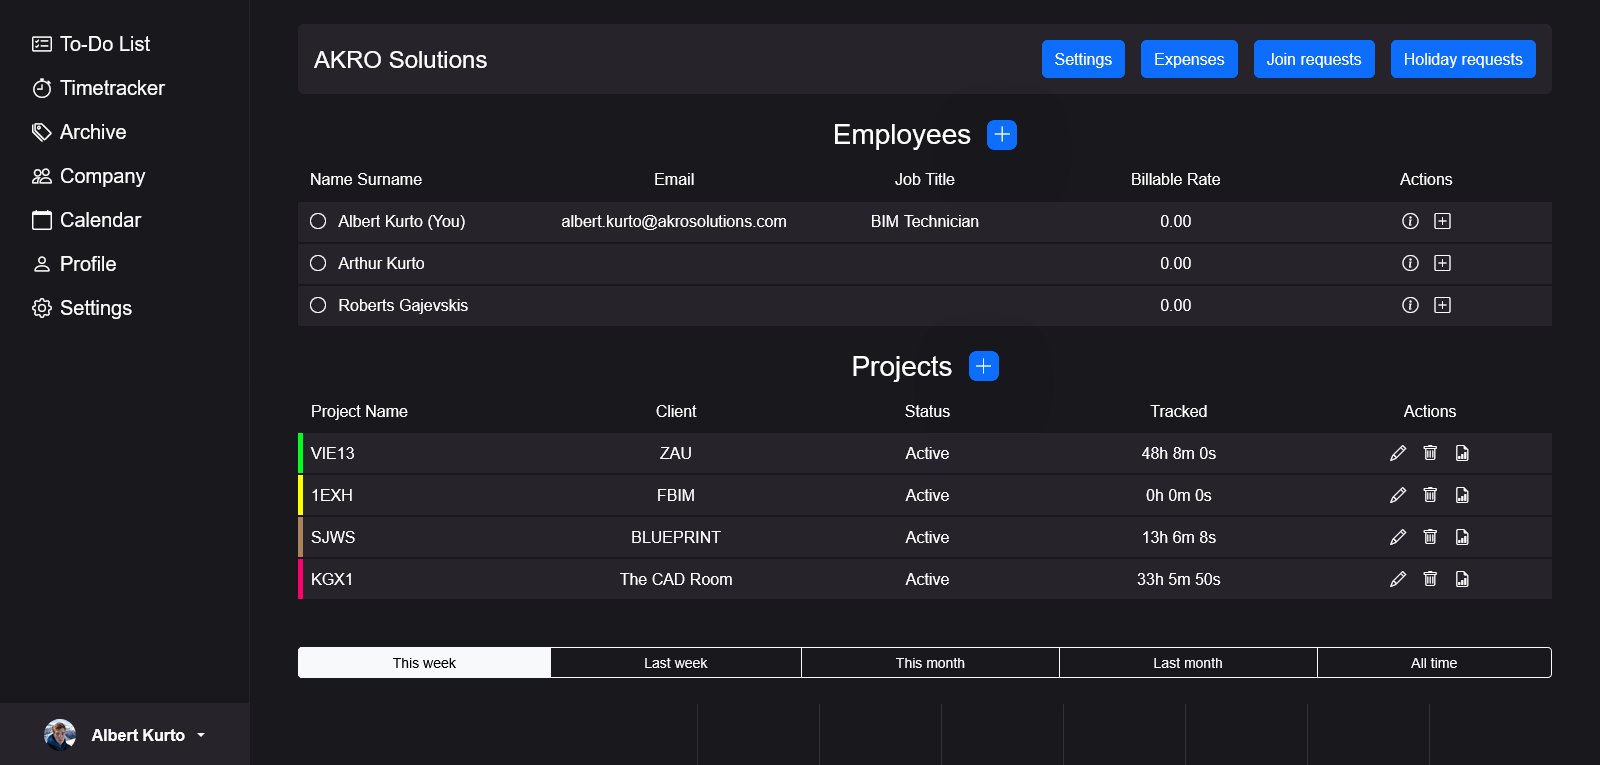 To-Do List
Timetracker
Archive
Company
Calendar
Profile
Settings
Albert Kurto
AKRO Solutions
Settings Expenses Join requests Holiday requests
Employees
Name Surname Email Job Title Billable Rate Actions
Albert Kurto (You) albert.kurto@akrosolutions.com BIM Technician 0.00
Arthur Kurto 0.00
Roberts Gajevskis 0.00
Projects
Project Name Client Status Tracked Actions
VIE13 ZAU Active 48h 8m 0s
1EXH FBIM Active 0h 0m 0s
SJWS BLUEPRINT Active 13h 6m 8s
KGX1 The CAD Room Active 33h 5m 50s
This week Last week This month Last month All time